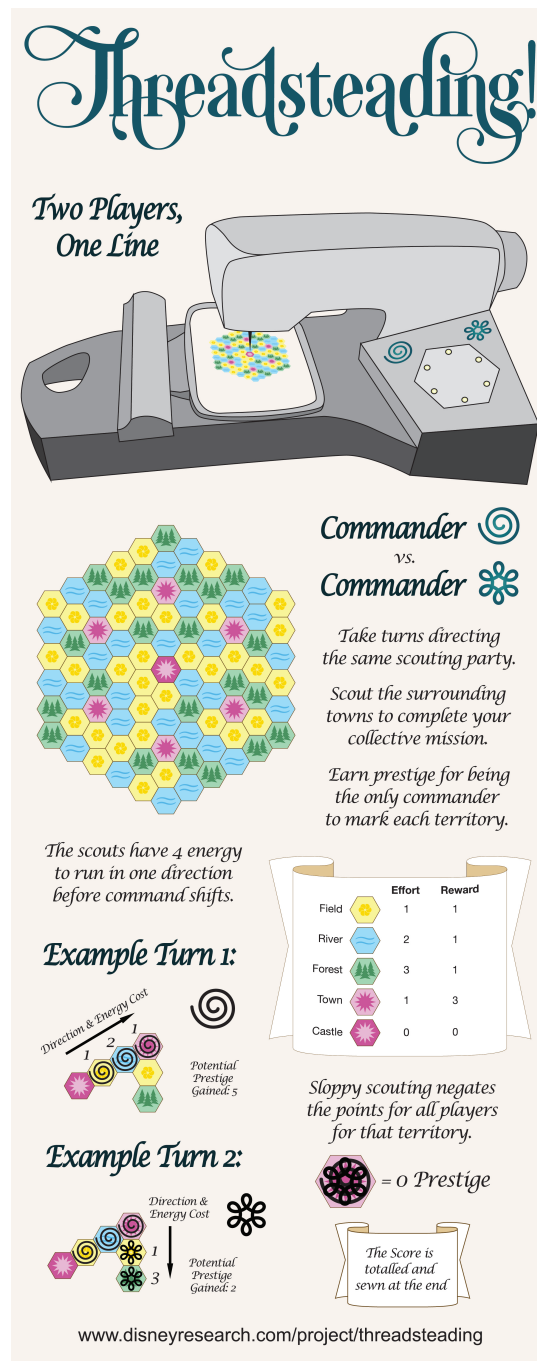 Threadsteading!
Two Players,
One Line
Commander
vs.
Commander
Take turns directing
the same scouting party.
Scout the surrounding
towns to complete your
collective mission.
Earn prestige for being
the only commander
to mark each territory.
The scouts have 4 energy
to run in one direction
before command shifts.
Effort Reward
Field 1 1
River 2 1
Forest 3 1
Town 1 3
Castle 0 0
Example Turn 1:
Direction & Energy Cost
1 2 1
Potential
Prestige
Gained: 5
Sloppy scouting negates
the points for all players
for that territory.
= 0 Prestige
Example Turn 2:
Direction &
Energy Cost
1
3
Potential
Prestige
Gained: 2
The Score is
totalled and
sewn at the end
www.disneyresearch.com/project/threadsteading